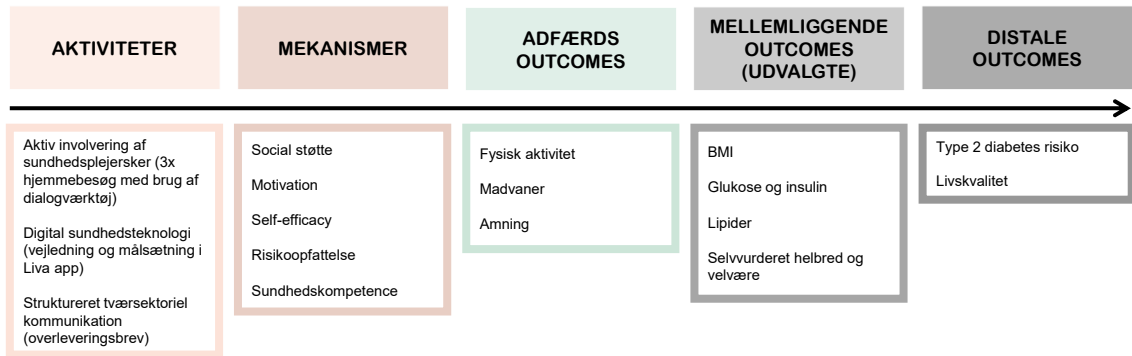 AKTIVITETER
MEKANISMER
ADFÆRDS
OUTCOMES
MELLEMLIGGENDE
OUTCOMES
(UDVALGTE)
DISTALE
OUTCOMES
Aktiv involvering af
sundhedsplejersker (3x
hjemmebesøg med brug af
dialogværktøj)
Digital sundhedsteknologi
(vejledning og målsætning i
Liva app)
Struktureret tværsektoriel
kommunikation
(overleveringsbrev)
Social støtte
Motivation
Self-efficacy
Risikoopfattelse
Sundhedskompetence
Fysisk aktivitet
Madvaner
Amning
BMI
Glukose og insulin
Lipider
Selvvurderet helbred og
velvære
Type 2 diabetes risiko
Livskvalitet